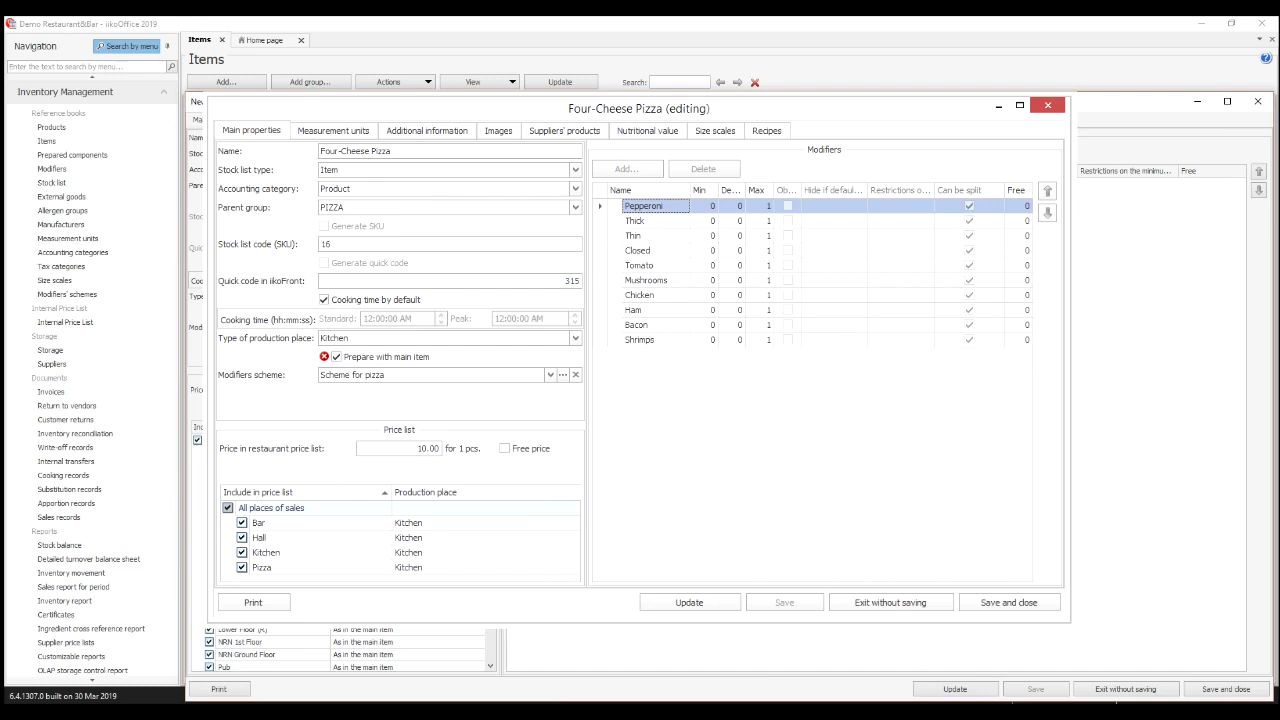 Demo Restaurant&Bar - iikoOffice 2019
Navigation
Search by menu
Enter the text to search by menu...
Inventory Management
Reference books
Products
Items
Prepared components
Modifiers
Stock list
External goods
Allergen groups
Manufacturers
Measurement units
Accounting categories
Tax categories
Size scales
Modifiers' schemes
Internal Price List
Internal Price List
Storage
Storage
Suppliers
Documents
Invoices
Return to vendors
Customer returns
Inventory reconciliation
Write-off records
Internal transfers
Cooking records
Substitution records
Apportion records
Sales records
Reports
Stock balance
Detailed turnover balance sheet
Inventory movement
Sales report for period
Inventory report
Certificates
Ingredient cross reference report
Supplier price lists
Customizable reports
OLAP storage control report
6.4.1307.0 built on 30 Mar 2019
Items
Home page
Items
Add...
Add group...
Actions
View
Update
Search:
Four-Cheese Pizza (editing)
Main properties
Measurement units
Additional information
Images
Suppliers' products
Nutritional value
Size scales
Recipes
Name: Four-Cheese Pizza
Stock list type: Item
Accounting category: Product
Parent group: PIZZA
Generate SKU
Stock list code (SKU): 16
Generate quick code
Quick code in iikoFront: 315
Cooking time by default
Cooking time (hh:mm:ss): Standard: 12:00:00 AM Peak: 12:00:00 AM
Type of production place: Kitchen
Prepare with main item
Modifiers scheme: Scheme for pizza
Price list
Price in restaurant price list: 10.00 for 1 pcs. Free price
Include in price list Production place
All places of sales
Bar Kitchen
Hall Kitchen
Kitchen Kitchen
Pizza Kitchen
Modifiers
Add...
Delete
Name Min De... Max Ob... Hide if defaul... Restrictions o... Can be split Free
Pepperoni 0 0 1 0
Thick 0 0 1 0
Thin 0 0 1 0
Closed 0 0 1 0
Tomato 0 0 1 0
Mushrooms 0 0 1 0
Chicken 0 0 1 0
Ham 0 0 1 0
Bacon 0 0 1 0
Shrimps 0 0 1 0
Print
Update
Save
Exit without saving
Save and close
Restrictions on the minimu... Free
Lower Floor (R) As in the main item
NRN 1st Floor As in the main item
NRN Ground Floor As in the main item
Pub As in the main item
Print
Update
Save
Exit without saving
Save and close